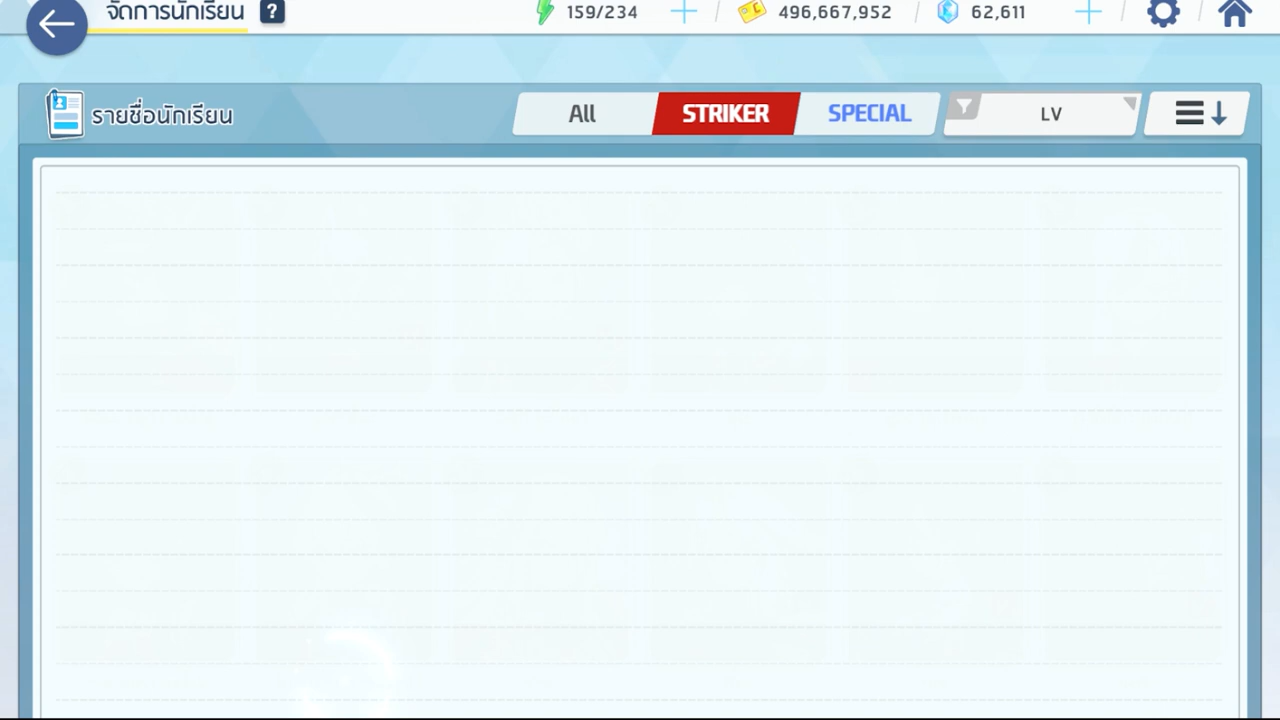 จัดการนักเรียน ? 159/234 496,667,952 62,611
รายชื่อนักเรียน All STRIKER SPECIAL LV